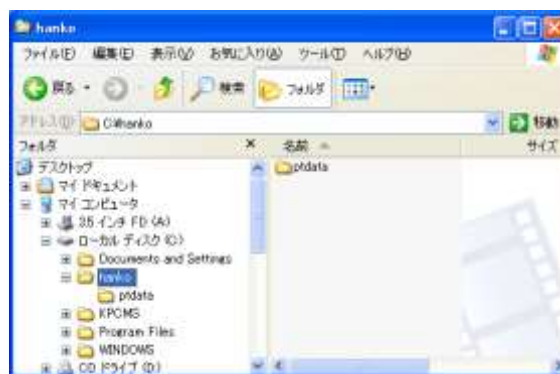 hanko
ファイル(F) 編集(E) 表示(V) お気に入り(A) ツール(T) ヘルプ(H)
戻る 検索 フォルダ
アドレス(D) C:¥hanko 移動
フォルダ × 名前 サイズ
デスクトップ ptdata
マイ ドキュメント
マイ コンピュータ
3.5 インチ FD (A:)
ローカル ディスク (C:)
Documents and Settings
hanko
ptdata
KPCMS
Program Files
WINDOWS
CD ドライブ (D:)